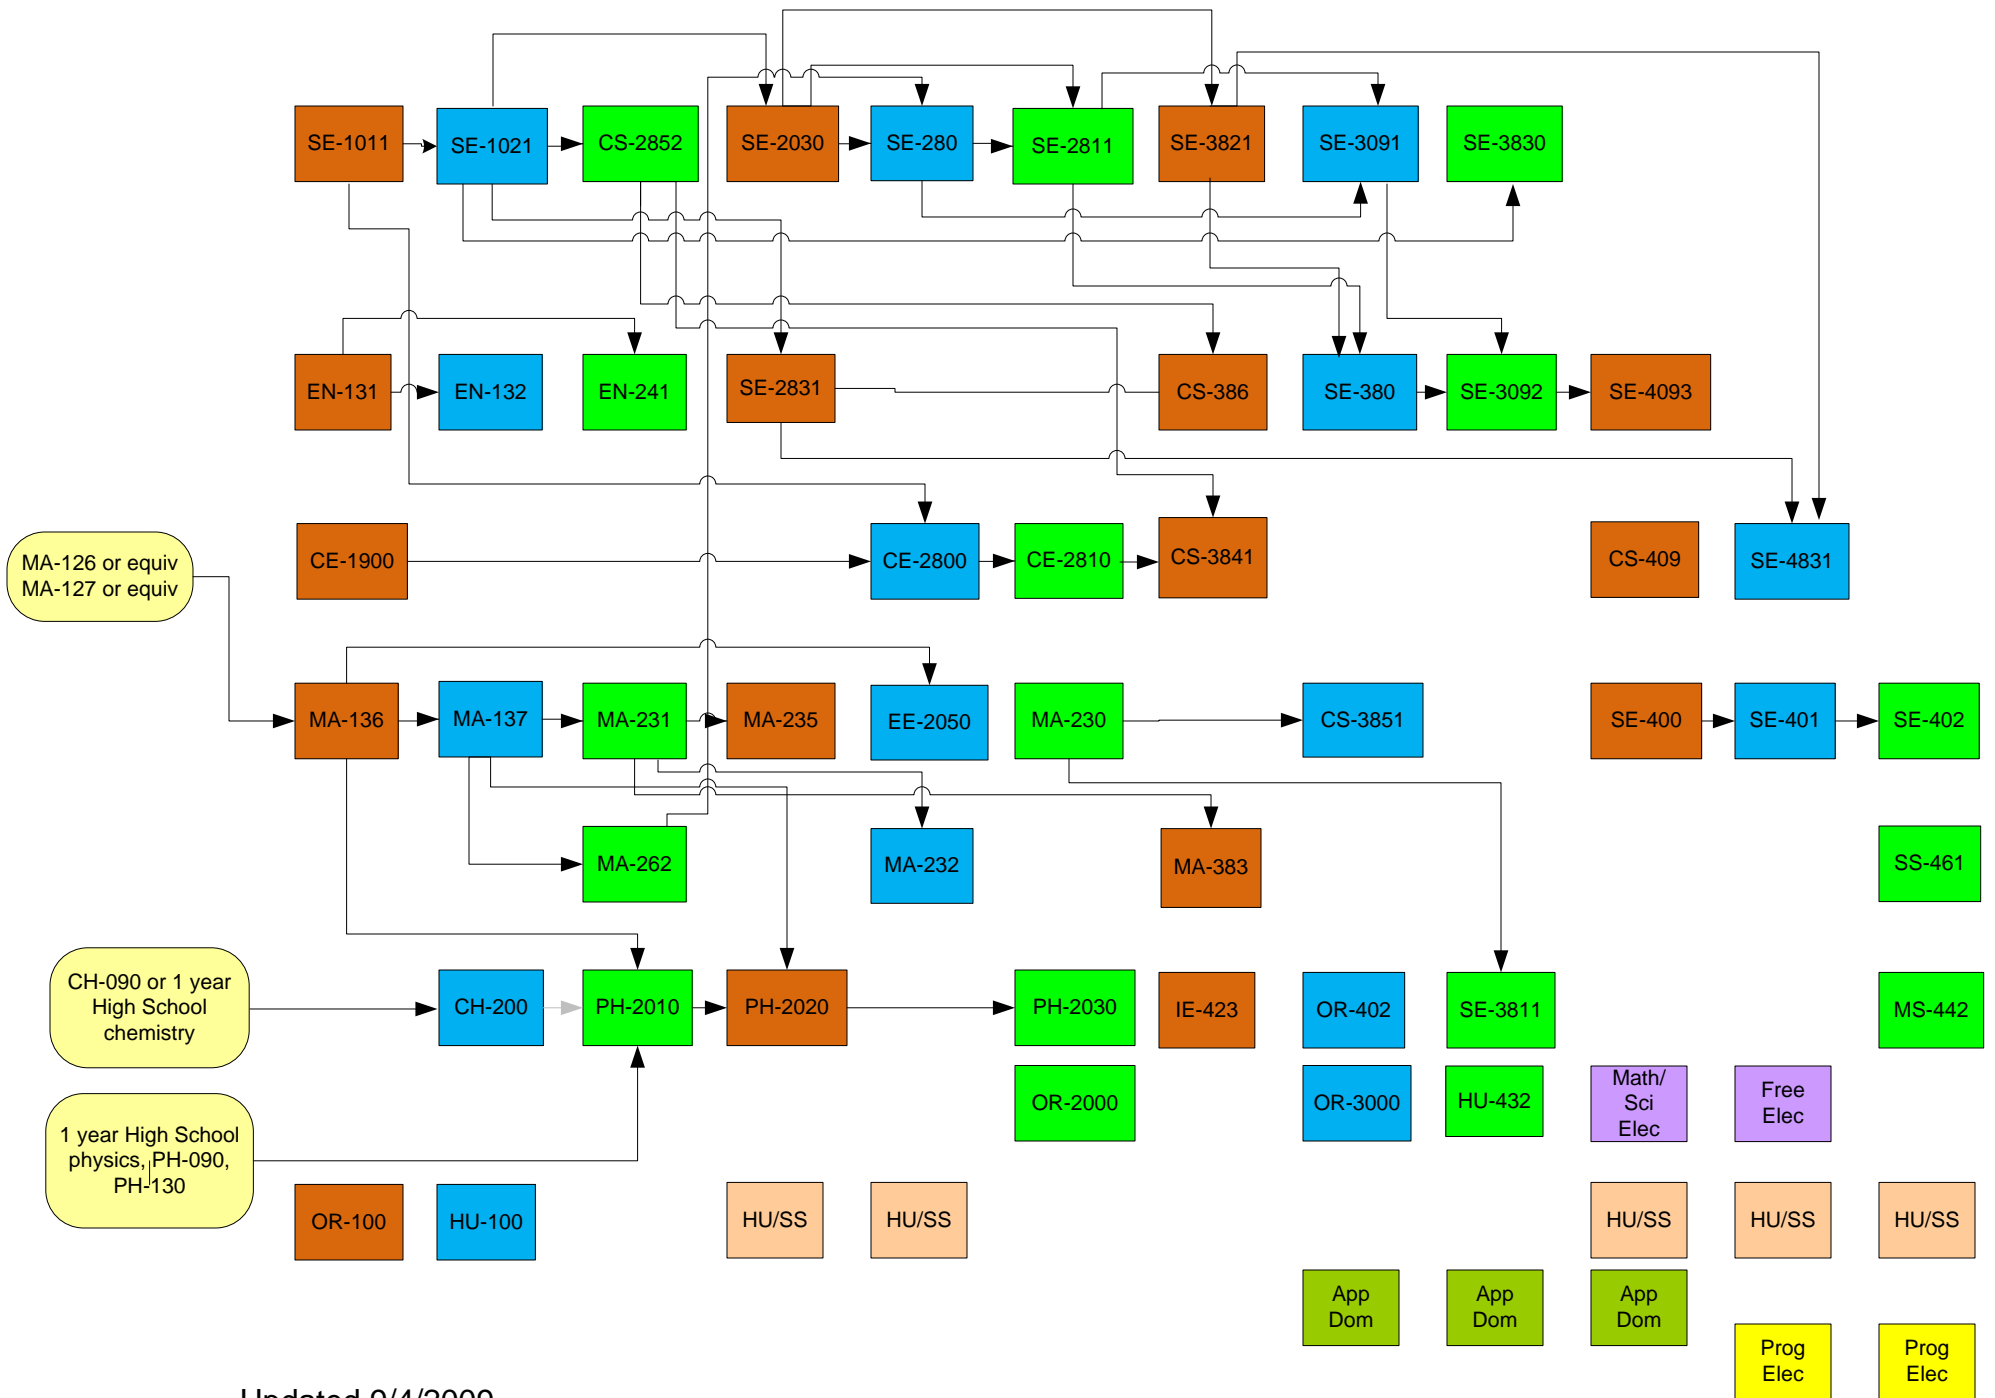 SE-1011
SE-1021
CS-2852
SE-2030
SE-280
SE-2811
SE-3821
SE-3091
SE-3830
EN-131
EN-132
EN-241
SE-2831
CS-386
SE-380
SE-3092
SE-4093
MA-126 or equiv
MA-127 or equiv
CE-1900
CE-2800
CE-2810
CS-3841
CS-409
SE-4831
MA-136
MA-137
MA-231
MA-235
EE-2050
MA-230
CS-3851
SE-400
SE-401
SE-402
MA-262
MA-232
MA-383
SS-461
CH-090 or 1 year
High School
chemistry
CH-200
PH-2010
PH-2020
PH-2030
IE-423
OR-402
SE-3811
MS-442
1 year High School
physics, PH-090,
PH-130
OR-2000
OR-3000
HU-432
Math/
Sci
Elec
Free
Elec
OR-100
HU-100
HU/SS
HU/SS
HU/SS
HU/SS
HU/SS
App
Dom
App
Dom
App
Dom
Prog
Elec
Prog
Elec
Updated 9/4/2009